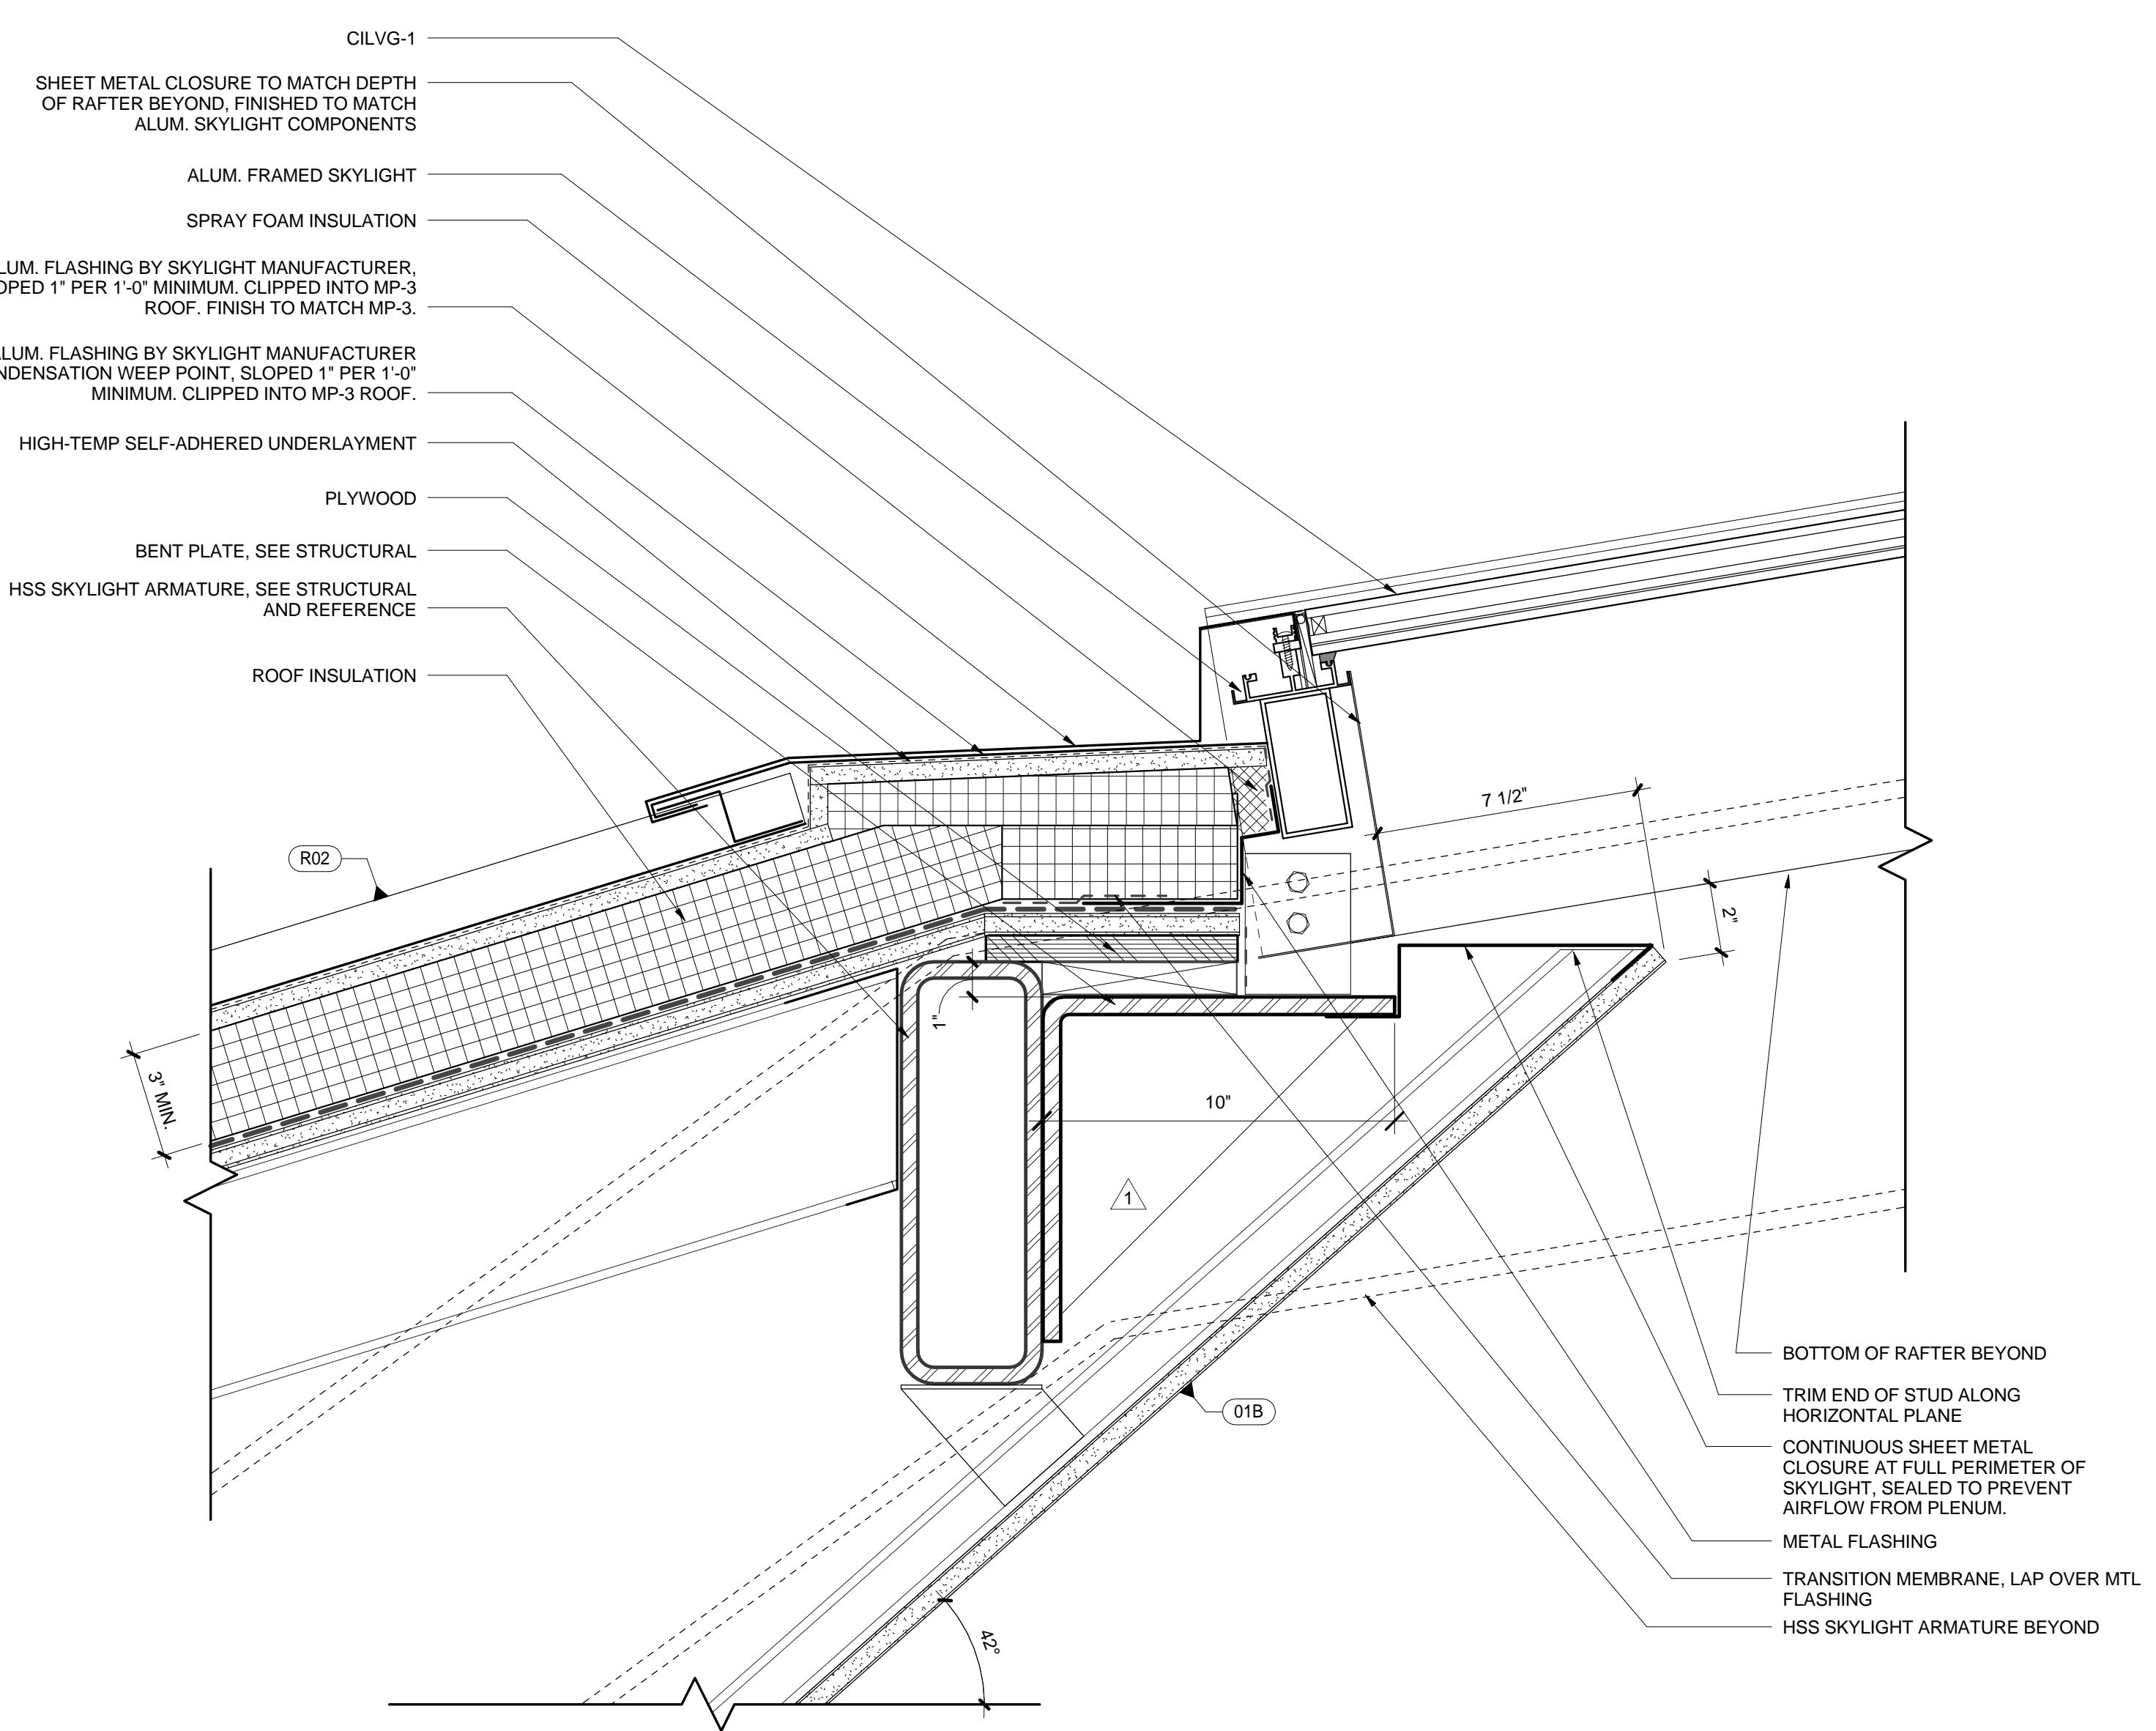 CILVG-1
SHEET METAL CLOSURE TO MATCH DEPTH
OF RAFTER BEYOND, FINISHED TO MATCH
ALUM. SKYLIGHT COMPONENTS
ALUM. FRAMED SKYLIGHT
SPRAY FOAM INSULATION
LUM. FLASHING BY SKYLIGHT MANUFACTURER,
OPED 1" PER 1'-0" MINIMUM. CLIPPED INTO MP-3
ROOF. FINISH TO MATCH MP-3.
ALUM. FLASHING BY SKYLIGHT MANUFACTURER
NDENSATION WEEP POINT, SLOPED 1" PER 1'-0"
MINIMUM. CLIPPED INTO MP-3 ROOF.
HIGH-TEMP SELF-ADHERED UNDERLAYMENT
PLYWOOD
BENT PLATE, SEE STRUCTURAL
HSS SKYLIGHT ARMATURE, SEE STRUCTURAL
AND REFERENCE
ROOF INSULATION
R02
7 1/2"
2"
1"
3" MIN.
10"
1
01B
42°
BOTTOM OF RAFTER BEYOND
TRIM END OF STUD ALONG
HORIZONTAL PLANE
CONTINUOUS SHEET METAL
CLOSURE AT FULL PERIMETER OF
SKYLIGHT, SEALED TO PREVENT
AIRFLOW FROM PLENUM.
METAL FLASHING
TRANSITION MEMBRANE, LAP OVER MTL
FLASHING
HSS SKYLIGHT ARMATURE BEYOND